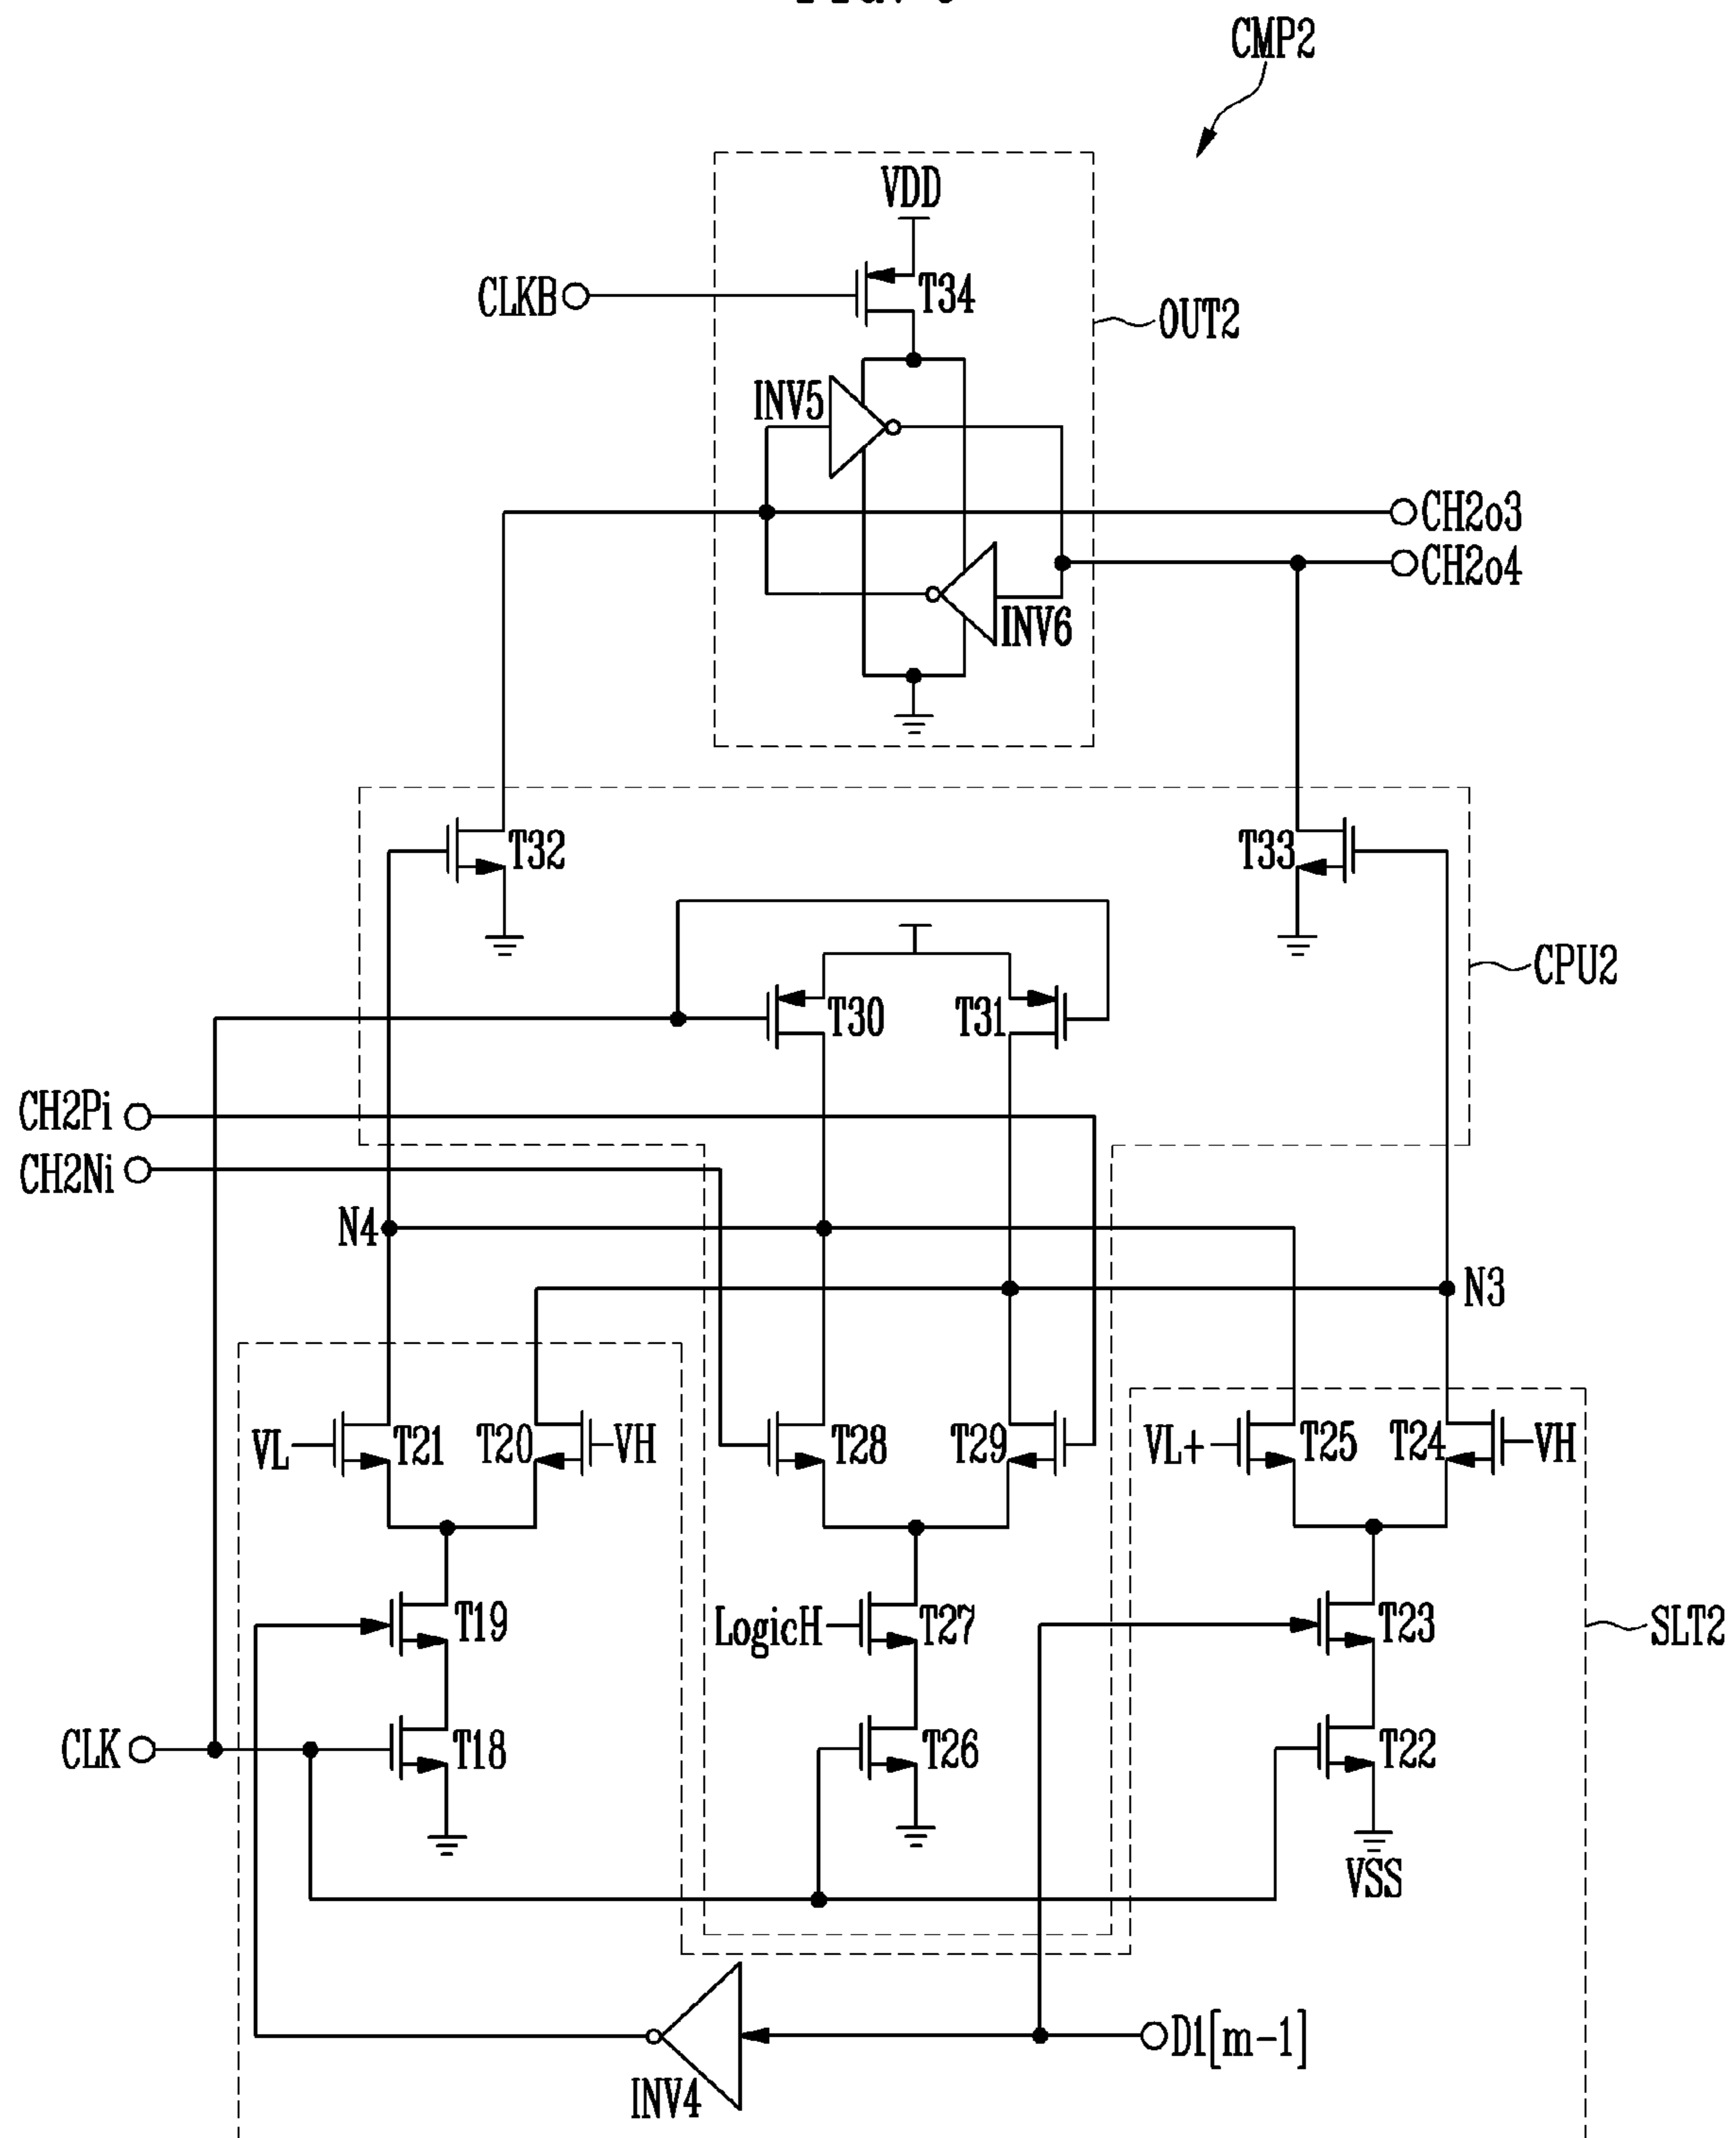 CMP2
VDD
CLKB
T34
OUT2
INV5
CH2o3
CH2o4
INV6
T32
T33
CPU2
T30
T31
CH2Pi
CH2Ni
N4
N3
VL
T21
T20
VH
T28
T29
VL+
T25
T24
VH
T19
LogicH
T27
T23
SLT2
CLK
T18
T26
T22
VSS
D1[m-1]
INV4